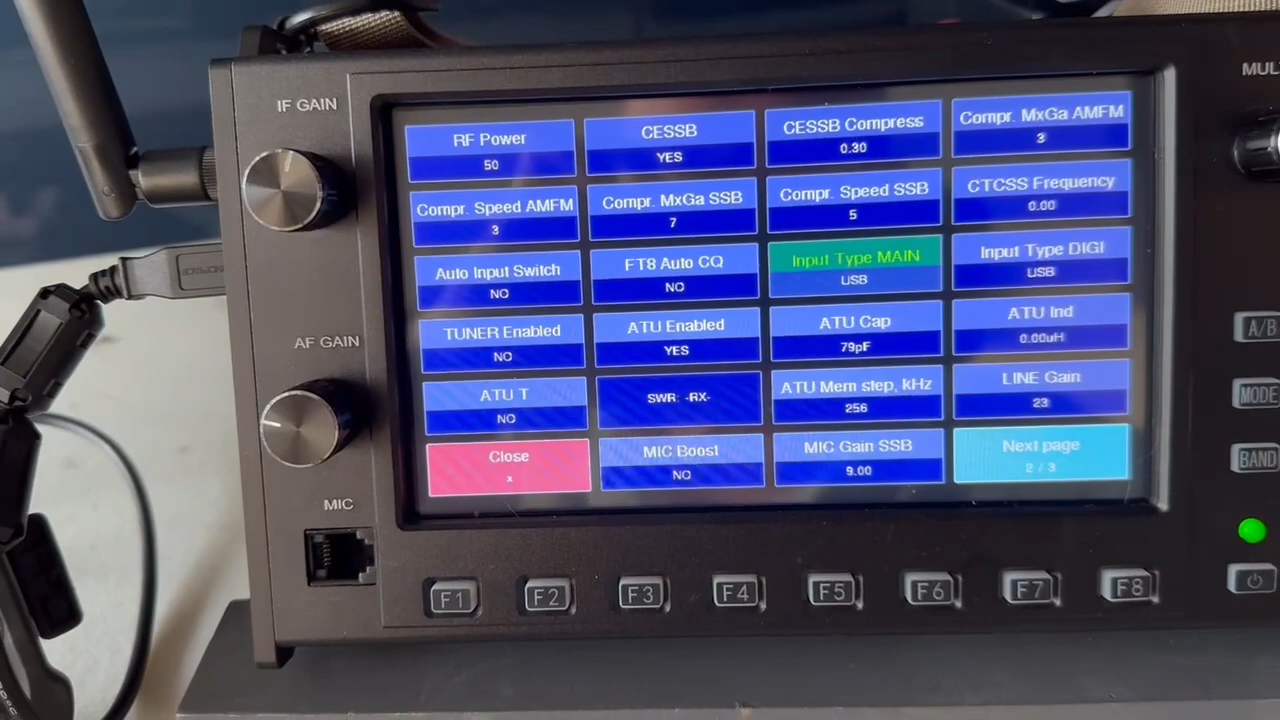 IF GAIN
AF GAIN
MIC
RF Power
50
CESSB
YES
CESSB Compress
0.30
Compr. MxGa AMFM
3
Compr. Speed AMFM
3
Compr. MxGa SSB
7
Compr. Speed SSB
5
CTCSS Frequency
0.00
Auto Input Switch
NO
FT8 Auto CQ
NO
Input Type MAIN
USB
Input Type DIGI
USB
TUNER Enabled
NO
ATU Enabled
YES
ATU Cap
79pF
ATU Ind
0.00uH
ATU T
NO
SWR: -RX-
ATU Mem step, kHz
256
LINE Gain
23
Close
x
MIC Boost
NO
MIC Gain SSB
9.00
Next page
2 / 3
F1
F2
F3
F4
F5
F6
F7
F8
MULT
A/B
MODE
BAND